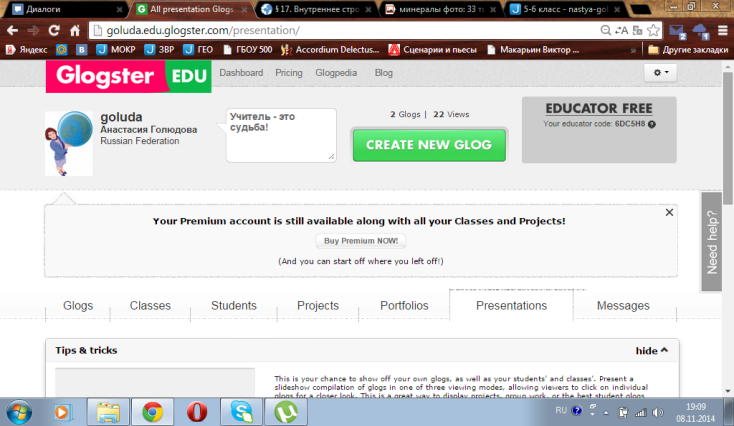 Диалоги
All presentation Glogs
§ 17. Внутреннее стро
минералы фото: 33 т
5-6 класс - nastya-gol
goluda.edu.glogster.com/presentation/
Яндекс
МОКР
ЗВР
ГЕО
ГБОУ 500
Accordium Delectus...
Сценарии и пьесы
Макарьин Виктор ...
»
Другие закладки
Glogster EDU
Dashboard Pricing Glogpedia Blog
goluda
Анастасия Голюдова
Russian Federation
Учитель - это
судьба!
2 Glogs | 22 Views
CREATE NEW GLOG
EDUCATOR FREE
Your educator code: 6DC5H8
Your Premium account is still available along with all your Classes and Projects!
Buy Premium NOW!
(And you can start off where you left off!)
Need help?
Glogs Classes Students Projects Portfolios Presentations Messages
Tips & tricks
hide
This is your chance to show off your own glogs, as well as your students' and classes'. Present a
slideshow compilation of glogs in one of three viewing modes, allowing viewers to click on individual
glogs for a closer look. This is a great way to display projects, group work, or the best student glogs
RU
19:09
08.11.2014